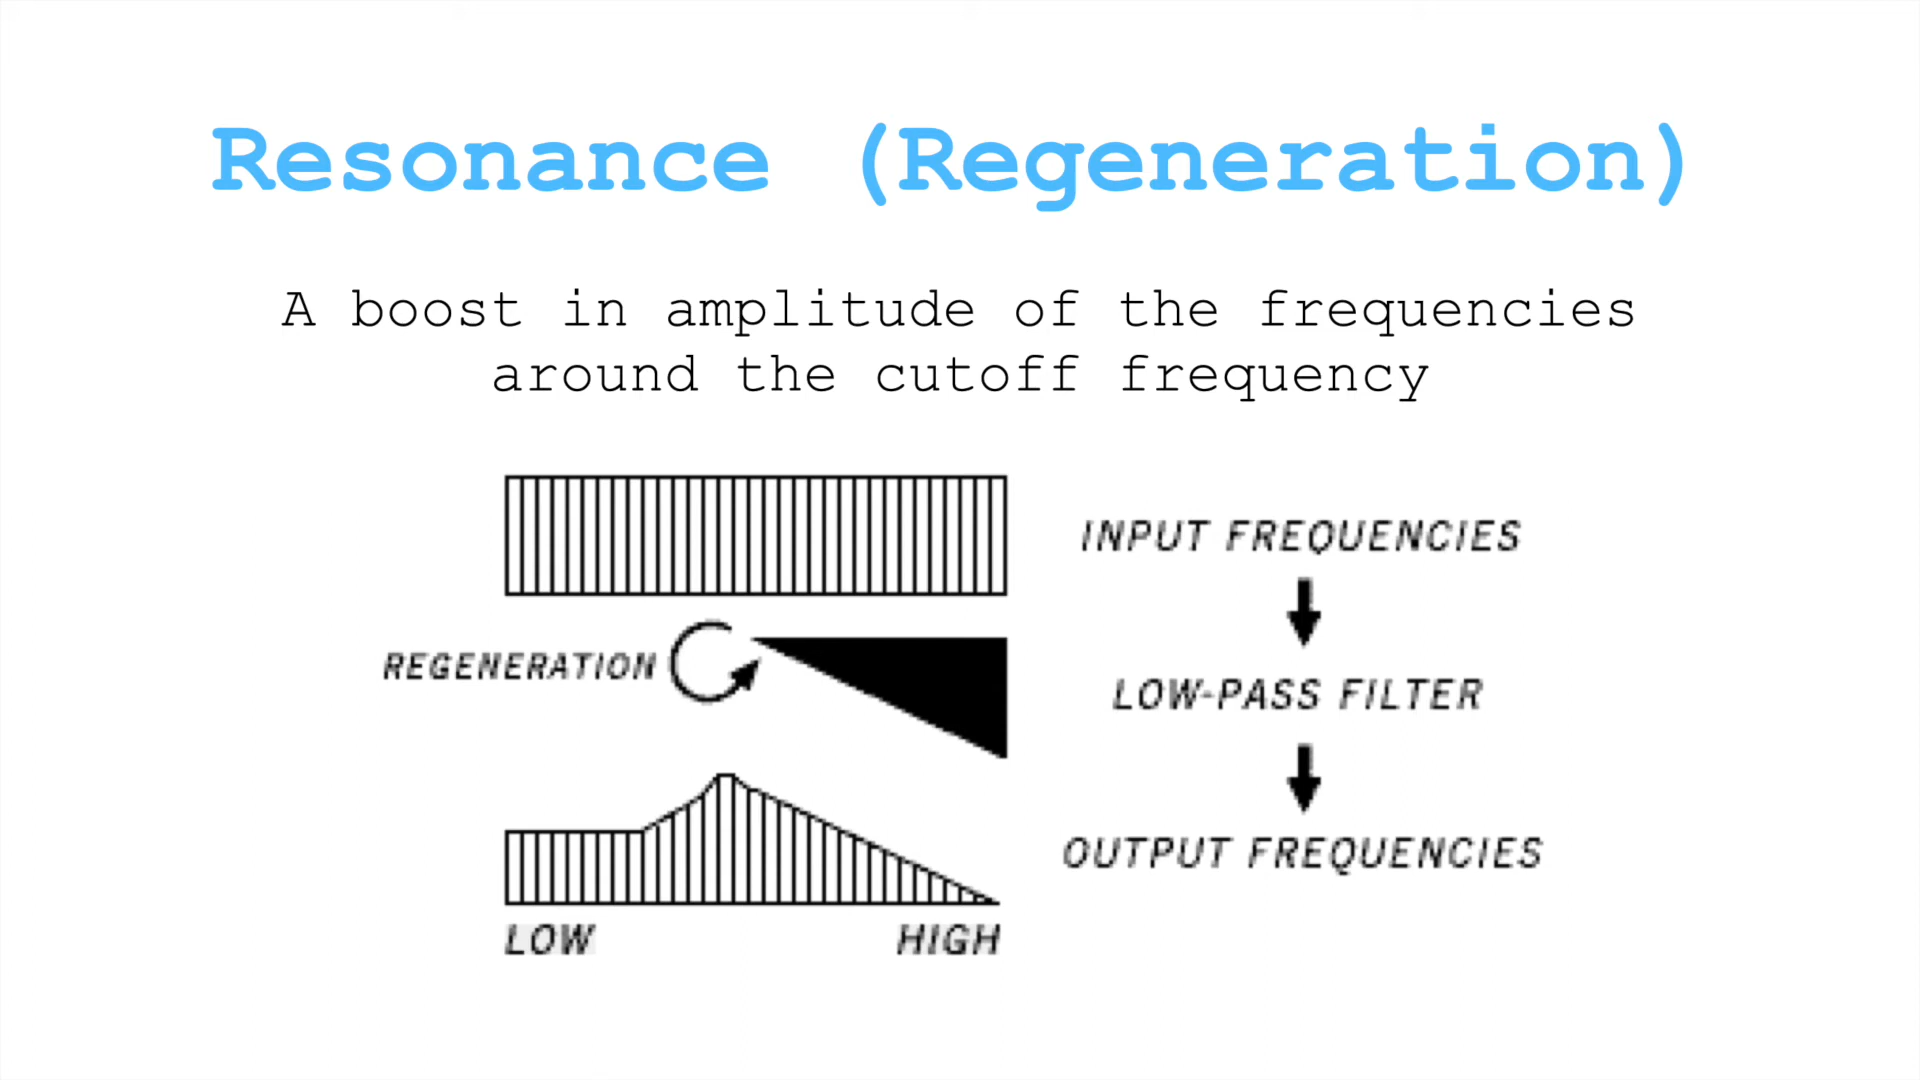 Resonance (Regeneration)
A boost in amplitude of the frequencies
around the cutoff frequency
INPUT FREQUENCIES
REGENERATION
LOW-PASS FILTER
OUTPUT FREQUENCIES
LOW
HIGH